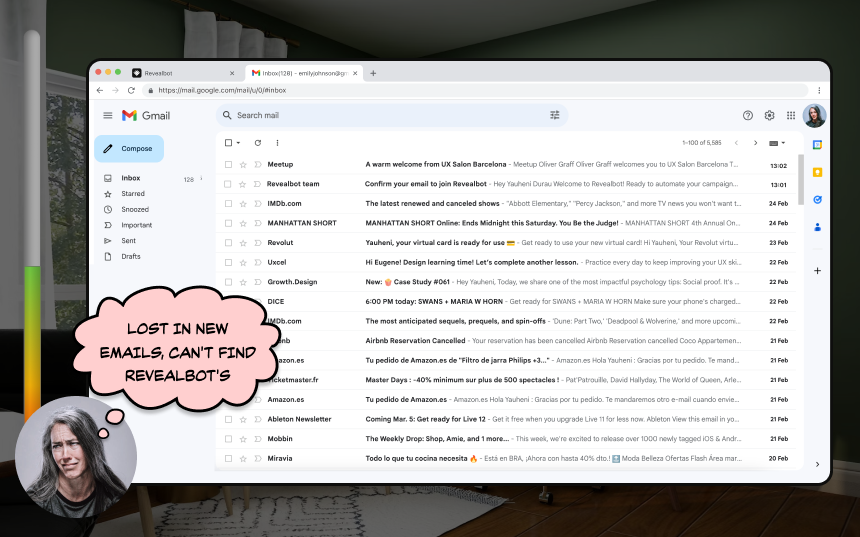 Revealbot
Inbox(128) - emilyjohnson@gm
https://mail.google.com/mail/u/0/#inbox
Gmail
Search mail
Compose
1-100 of 5,585
Inbox 128
Starred
Snoozed
Important
Sent
Drafts
Meetup A warm welcome from UX Salon Barcelona - Meetup Oliver Graff Oliver Graff welcomes you to UX Salon Barcelona T... 13:02
Revealbot team Confirm your email to join Revealbot - Hey Yauheni Durau Welcome to Revealbot! Ready to automate your campaign... 13:01
IMDb.com The latest renewed and canceled shows - "Abbott Elementary," "Percy Jackson," and more TV news you won't want t... 24 Feb
MANHATTAN SHORT MANHATTAN SHORT Online: Ends Midnight this Saturday. You Be the Judge! - MANHATTAN SHORT 4th Annual On... 24 Feb
Revolut Yauheni, your virtual card is ready for use 💳 - Get ready to use your new virtual card! Hi Yauheni, Your Revolut virtu... 23 Feb
Uxcel Hi Eugene! Design learning time! Let's complete another lesson. - Practice every day to keep improving your UX ski... 22 Feb
Growth.Design New: 🍿 Case Study #061 - Hey Yauheni, Today, we share one of the most impactful psychology tips: Social proof. It's ... 22 Feb
DICE 6:00 PM today: SWANS + MARIA W HORN - Get ready for SWANS + MARIA W HORN Make sure your phone's charged... 22 Feb
IMDb.com The most anticipated sequels, prequels, and spin-offs - 'Dune: Part Two,' 'Deadpool & Wolverine,' and more upcomi... 22 Feb
nb Airbnb Reservation Cancelled - Your reservation has been cancelled Airbnb Reservation Cancelled Coco Appartemen... 21 Feb
azon.es Tu pedido de Amazon.es de "Filtro de jarra Philips +3..." - Amazon.es Hola Yauheni : Gracias por tu pedido. Te mand... 21 Feb
icketmaster.fr Master Days : -40% minimum sur plus de 500 spectacles ! - Pat'Patrouille, David Hallyday, The World of Queen, Arle... 21 Feb
Amazon.es Tu pedido de Amazon.es - Amazon.es Hola Yauheni : Gracias por tu pedido. Te mandaremos otro e-mail cuando envie... 21 Feb
Ableton Newsletter Coming Mar. 5: Get ready for Live 12 - Get it free when you upgrade Live 11 for less now. Ableton View this email in yo... 21 Feb
Mobbin The Weekly Drop: Shop, Amie, and 1 more... - This week, we're excited to release over 1000 newly tagged iOS & Andr... 21 Feb
Miravia Todo lo que tu cocina necesita 🔥 - Está en BRA, ¡Ahora con hasta 40% dto.! Moda Belleza Ofertas Flash Área mar... 20 Feb
LOST IN NEW
EMAILS, CAN'T FIND
REVEALBOT'S